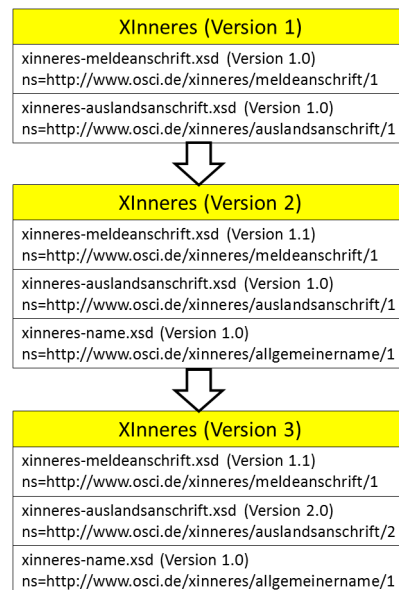 XInneres (Version 1)
xinneres-meldeanschrift.xsd (Version 1.0)
ns=http://www.osci.de/xinneres/meldeanschrift/1
xinneres-auslandsanschrift.xsd (Version 1.0)
ns=http://www.osci.de/xinneres/auslandsanschrift/1
XInneres (Version 2)
xinneres-meldeanschrift.xsd (Version 1.1)
ns=http://www.osci.de/xinneres/meldeanschrift/1
xinneres-auslandsanschrift.xsd (Version 1.0)
ns=http://www.osci.de/xinneres/auslandsanschrift/1
xinneres-name.xsd (Version 1.0)
ns=http://www.osci.de/xinneres/allgemeinername/1
XInneres (Version 3)
xinneres-meldeanschrift.xsd (Version 1.1)
ns=http://www.osci.de/xinneres/meldeanschrift/1
xinneres-auslandsanschrift.xsd (Version 2.0)
ns=http://www.osci.de/xinneres/auslandsanschrift/2
xinneres-name.xsd (Version 1.0)
ns=http://www.osci.de/xinneres/allgemeinername/1